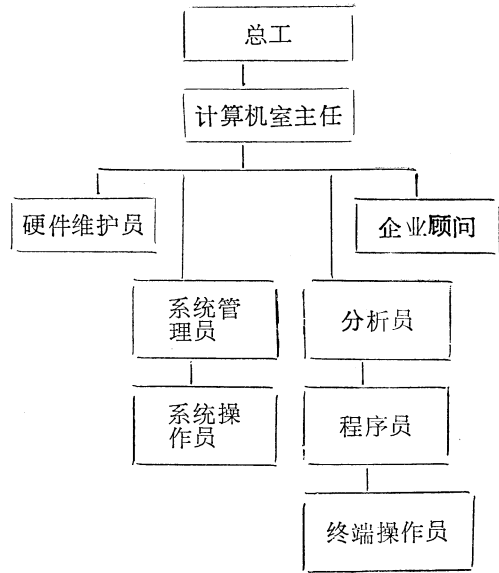 总工
计算机室主任
硬件维护员
企业顾问
系统管
理员
分析员
系统操
作员
程序员
终端操作员